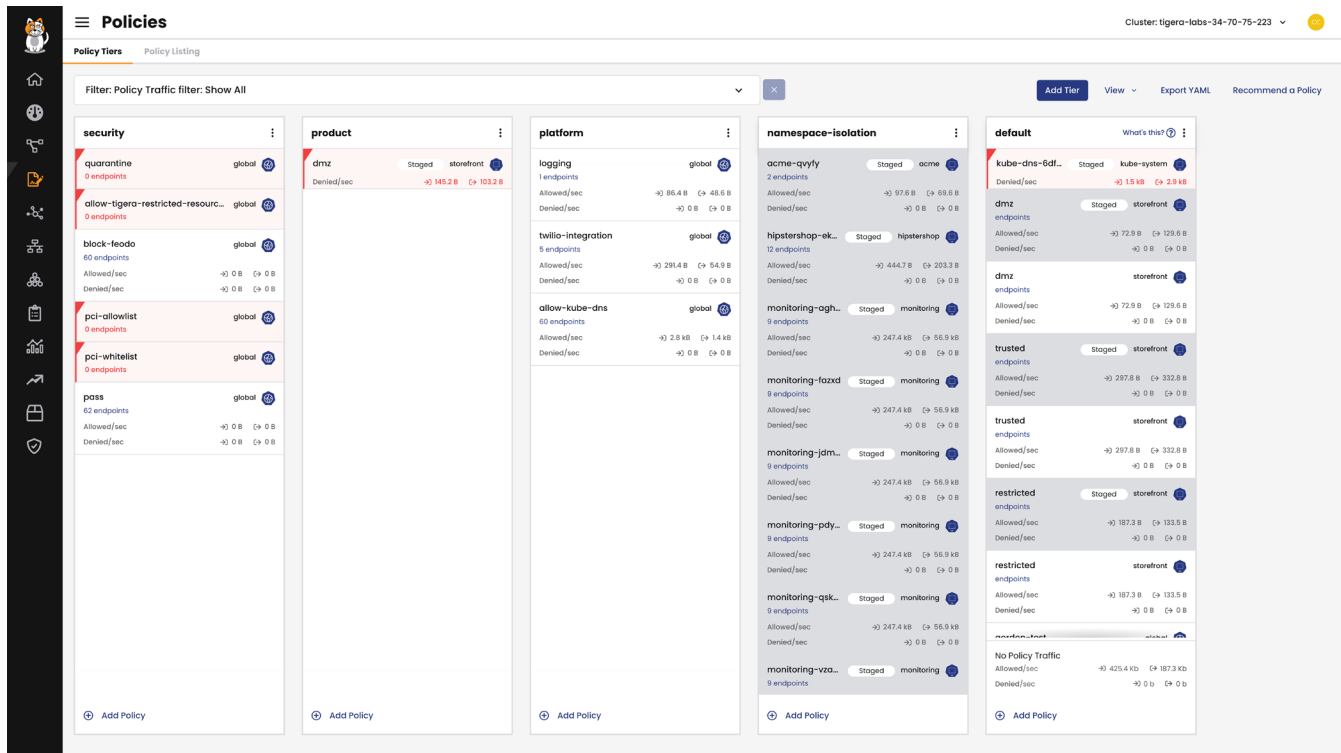 Policies
Cluster: tigera-labs-34-70-75-223
CC
Policy Tiers
Policy Listing
Filter: Policy Traffic filter: Show All
Add Tier
View
Export YAML
Recommend a Policy
security
quarantine global
0 endpoints
allow-tigera-restricted-resourc... global
0 endpoints
block-feodo global
60 endpoints
Allowed/sec 0 B 0 B
Denied/sec 0 B 0 B
pci-allowlist global
0 endpoints
pci-whitelist global
0 endpoints
pass global
62 endpoints
Allowed/sec 0 B 0 B
Denied/sec 0 B 0 B
Add Policy
product
dmz Staged storefront
Denied/sec 145.2 B 103.2 B
Add Policy
platform
logging global
1 endpoints
Allowed/sec 86.4 B 48.6 B
Denied/sec 0 B 0 B
twilio-integration global
5 endpoints
Allowed/sec 291.4 B 54.9 B
Denied/sec 0 B 0 B
allow-kube-dns global
60 endpoints
Allowed/sec 2.8 kB 1.4 kB
Denied/sec 0 B 0 B
Add Policy
namespace-isolation
acme-qvyfy Staged acme
2 endpoints
Allowed/sec 97.6 B 69.6 B
Denied/sec 0 B 0 B
hipstershop-ek... Staged hipstershop
12 endpoints
Allowed/sec 444.7 B 203.3 B
Denied/sec 0 B 0 B
monitoring-agh... Staged monitoring
9 endpoints
Allowed/sec 247.4 kB 56.9 kB
Denied/sec 0 B 0 B
monitoring-fazxd Staged monitoring
9 endpoints
Allowed/sec 247.4 kB 56.9 kB
Denied/sec 0 B 0 B
monitoring-jdm... Staged monitoring
9 endpoints
Allowed/sec 247.4 kB 56.9 kB
Denied/sec 0 B 0 B
monitoring-pdy... Staged monitoring
9 endpoints
Allowed/sec 247.4 kB 56.9 kB
Denied/sec 0 B 0 B
monitoring-qsk... Staged monitoring
9 endpoints
Allowed/sec 247.4 kB 56.9 kB
Denied/sec 0 B 0 B
monitoring-vza... Staged monitoring
9 endpoints
Add Policy
default What's this? ?
kube-dns-6df... Staged kube-system
Denied/sec 1.5 kB 2.9 kB
dmz Staged storefront
endpoints
Allowed/sec 72.9 B 129.6 B
Denied/sec 0 B 0 B
dmz storefront
endpoints
Allowed/sec 72.9 B 129.6 B
Denied/sec 0 B 0 B
trusted Staged storefront
endpoints
Allowed/sec 297.8 B 332.8 B
Denied/sec 0 B 0 B
trusted storefront
endpoints
Allowed/sec 297.8 B 332.8 B
Denied/sec 0 B 0 B
restricted Staged storefront
endpoints
Allowed/sec 187.3 B 133.5 B
Denied/sec 0 B 0 B
restricted storefront
endpoints
Allowed/sec 187.3 B 133.5 B
Denied/sec 0 B 0 B
gordon-test global
No Policy Traffic
Allowed/sec 425.4 Kb 187.3 Kb
Denied/sec 0 b 0 b
Add Policy